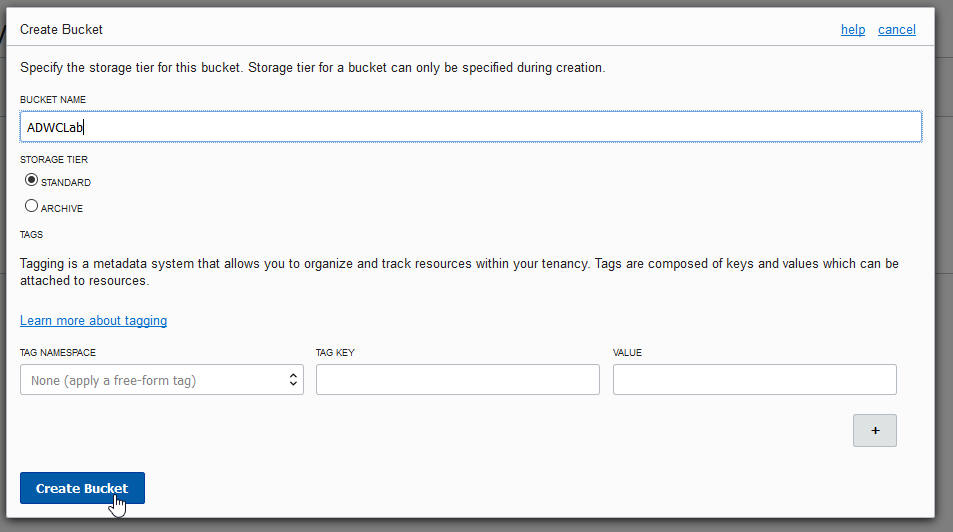 Create Bucket
help cancel
Specify the storage tier for this bucket. Storage tier for a bucket can only be specified during creation.
BUCKET NAME
ADWCLab
STORAGE TIER
STANDARD
ARCHIVE
TAGS
Tagging is a metadata system that allows you to organize and track resources within your tenancy. Tags are composed of keys and values which can be
attached to resources.
Learn more about tagging
TAG NAMESPACE TAG KEY VALUE
None (apply a free-form tag)
+
Create Bucket